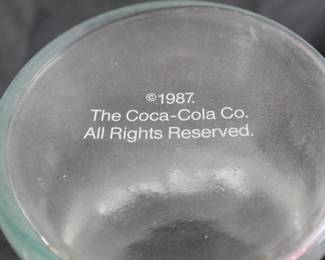 ©1987.
The Coca-Cola Co.
All Rights Reserved.